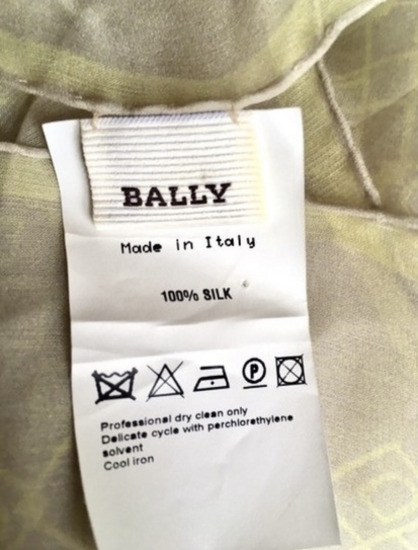 BALLY
Made in Italy
100% SILK
P
Professional dry clean only
Delicate cycle with perchlorethylene
solvent
Cool iron